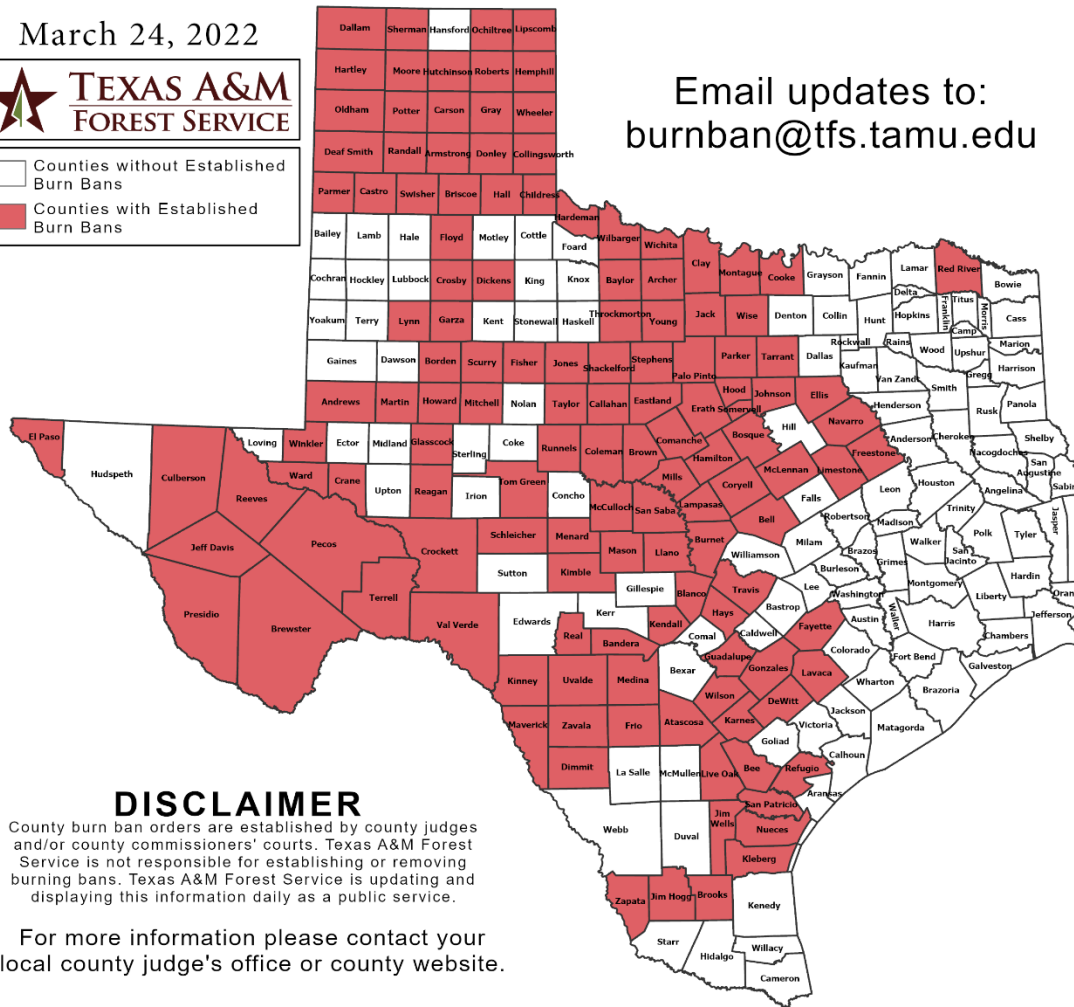 March 24, 2022
TEXAS A&M
FOREST SERVICE
Counties without Established
Burn Bans
Counties with Established
Burn Bans
Email updates to:
burnban@tfs.tamu.edu
Dallam Sherman Hansford Ochiltree Lipscomb
Hartley Moore Hutchinson Roberts Hemphill
Oldham Potter Carson Gray Wheeler
Deaf Smith Randall Armstrong Donley Collingsworth
Parmer Castro Swisher Briscoe Hall Childress
Hardeman
Bailey Lamb Hale Floyd Motley Cottle Foard Wilbarger Wichita
Clay Montague Cooke Grayson Fannin Lamar Red River Bowie
Cochran Hockley Lubbock Crosby Dickens King Knox Baylor Archer
Delta Titus Franklin Morris Hopkins Camp Cass
Yoakum Terry Lynn Garza Kent Stonewall Haskell Throckmorton Young Jack Wise Denton Collin Hunt
Rockwall Rains Wood Upshur Marion Gregg Harrison
Gaines Dawson Borden Scurry Fisher Jones Shackelford Stephens Palo Pinto Parker Tarrant Dallas Kaufman Van Zandt Smith
Andrews Martin Howard Mitchell Nolan Taylor Callahan Eastland Erath Hood Somervell Johnson Ellis Henderson Rusk Panola
El Paso Hudspeth Culberson Loving Winkler Ector Midland Glasscock Sterling Coke Runnels Coleman Brown Comanche Hamilton Bosque Hill Navarro Anderson Cherokee Nacogdoches Shelby
San
Augustine
Sabin
Reeves Ward Crane Upton Reagan Irion Tom Green Concho McCulloch San Saba Mills Lampasas Coryell McLennan Limestone Freestone Leon Houston Angelina Trinity
Jeff Davis Pecos Crockett Schleicher Menard Mason Llano Burnet Bell Falls Robertson Madison Walker Polk Tyler Jasper
San
Jacinto
Presidio Brewster Terrell Val Verde Sutton Kimble Gillespie Blanco Williamson Milam Brazos Grimes Burleson Lee Washington Montgomery Liberty Hardin Oran
Edwards Kerr Real Bandera Kendall Comal Hays Travis Bastrop Caldwell Fayette Austin Waller Harris Chambers Jefferson
Kinney Uvalde Medina Bexar Guadalupe Gonzales Lavaca Colorado Fort Bend Wharton Brazoria Galveston
Maverick Zavala Frio Atascosa Wilson Karnes DeWitt Victoria Jackson Matagorda
Dimmit La Salle McMullen Live Oak Bee Goliad Refugio Calhoun Aransas
Webb Duval
Jim
Wells
San Patricio
Nueces
Kleberg
Zapata Jim Hogg Brooks Kenedy
Starr Hidalgo Willacy
Cameron
DISCLAIMER
County burn ban orders are established by county judges
and/or county commissioners' courts. Texas A&M Forest
Service is not responsible for establishing or removing
burning bans. Texas A&M Forest Service is updating and
displaying this information daily as a public service.
For more information please contact your
local county judge's office or county website.